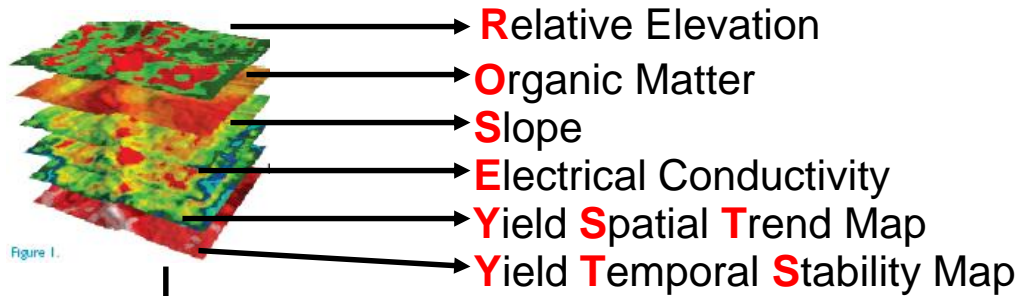 Relative Elevation
Organic Matter
Slope
Electrical Conductivity
Yield Spatial Trend Map
Yield Temporal Stability Map
Figure 1.